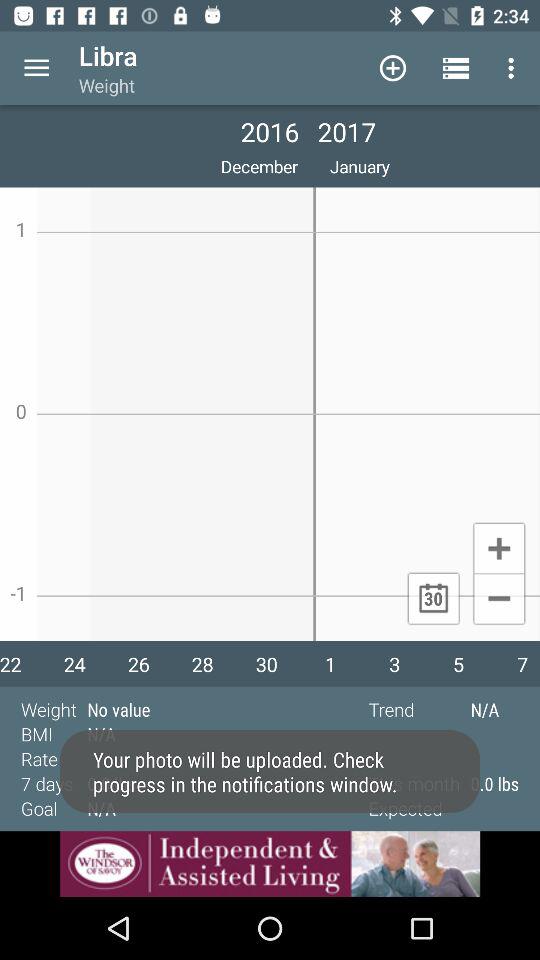 2:34
Libra
Weight
2016 2017
December January
1
0
-1
+
30
−
22 24 26 28 30 1 3 5 7
Weight No value Trend N/A
BMI N/A
Rate
Your photo will be uploaded. Check
7 days month 0.0 lbs
progress in the notifications window.
Goal N/A Expected
The
WINDSOR
OF SAVOY
Independent &
Assisted Living